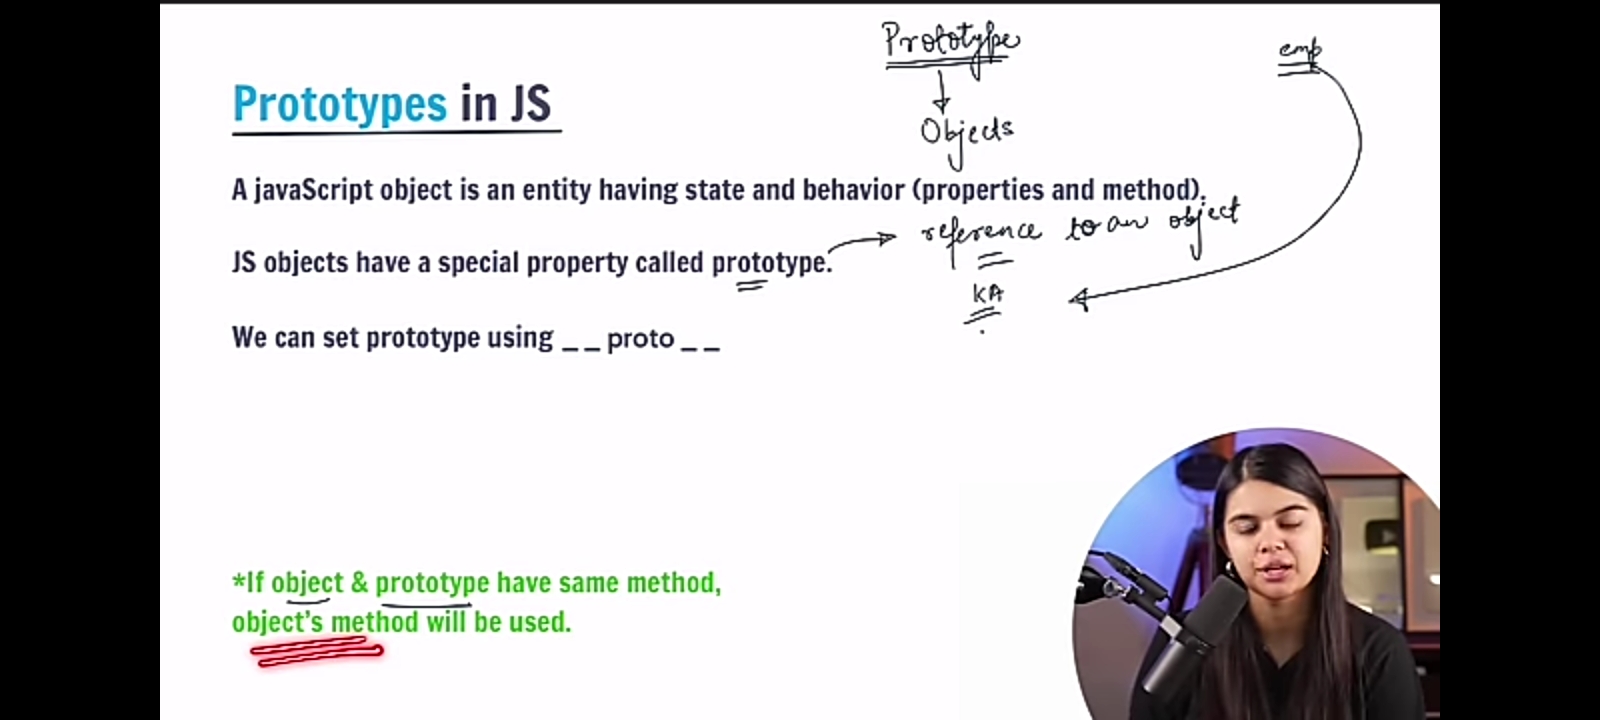 Prototype
emp
Prototypes in JS
Objects
A javaScript object is an entity having state and behavior (properties and method).
reference to an object
JS objects have a special property called prototype.
KA
We can set prototype using _ _ proto _ _
*If object & prototype have same method,
object's method will be used.